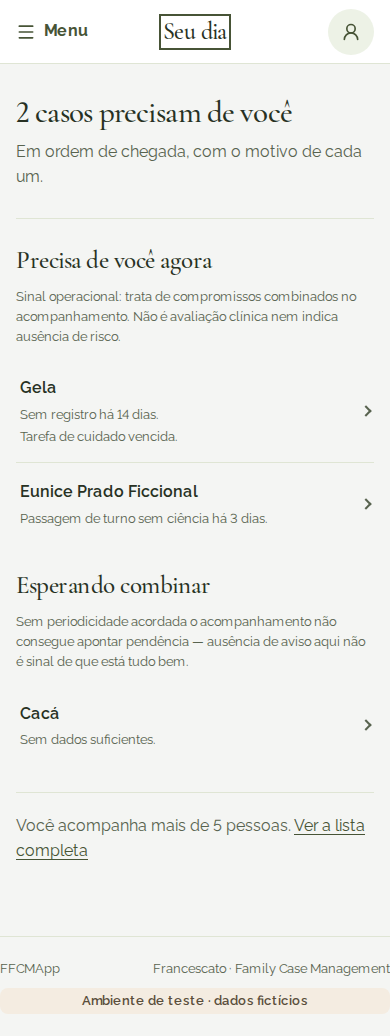 Menu
Seu dia
2 casos precisam de você
Em ordem de chegada, com o motivo de cada
um.
Precisa de você agora
Sinal operacional: trata de compromissos combinados no
acompanhamento. Não é avaliação clínica nem indica
ausência de risco.
Gela
Sem registro há 14 dias.
Tarefa de cuidado vencida.
Eunice Prado Ficcional
Passagem de turno sem ciência há 3 dias.
Esperando combinar
Sem periodicidade acordada o acompanhamento não
consegue apontar pendência — ausência de aviso aqui não
é sinal de que está tudo bem.
Cacá
Sem dados suficientes.
Você acompanha mais de 5 pessoas. Ver a lista
completa
FFCMApp
Francescato · Family Case Management
Ambiente de teste · dados fictícios